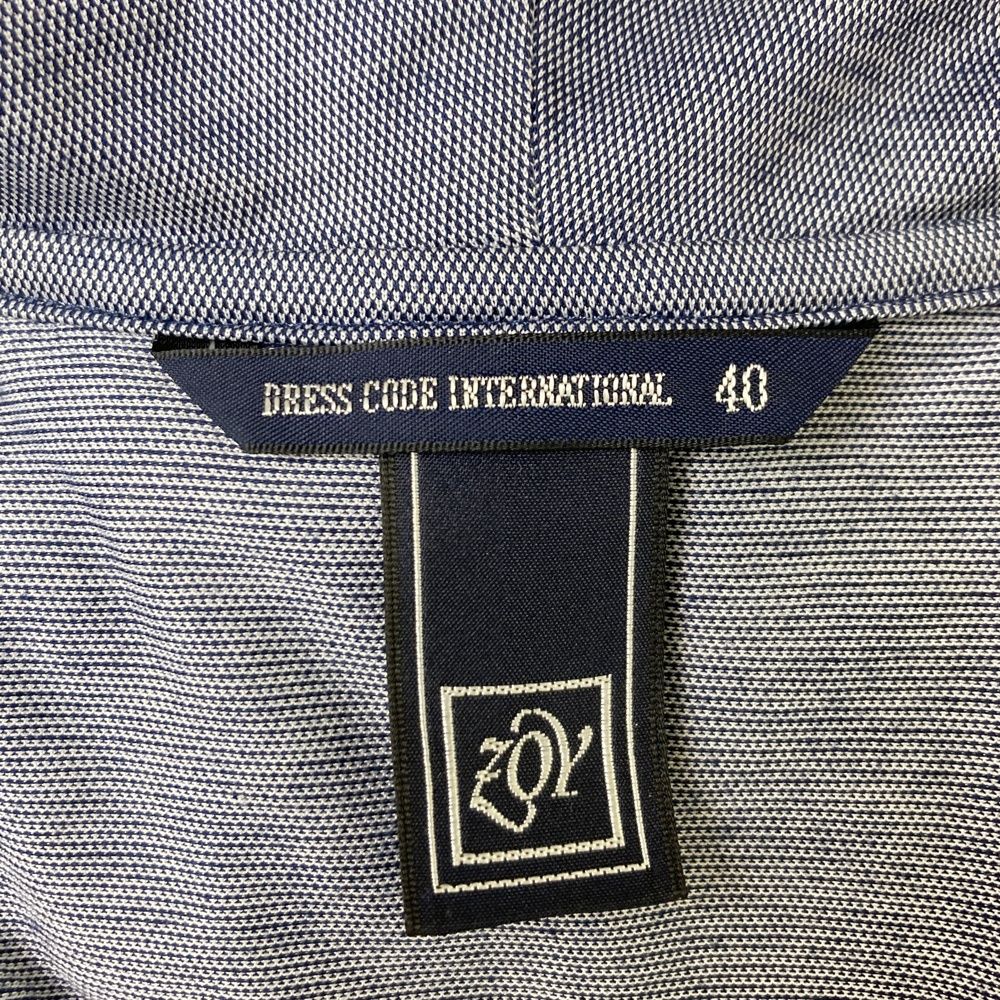 DRESS CODE INTERNATIONAL 40
ZOY